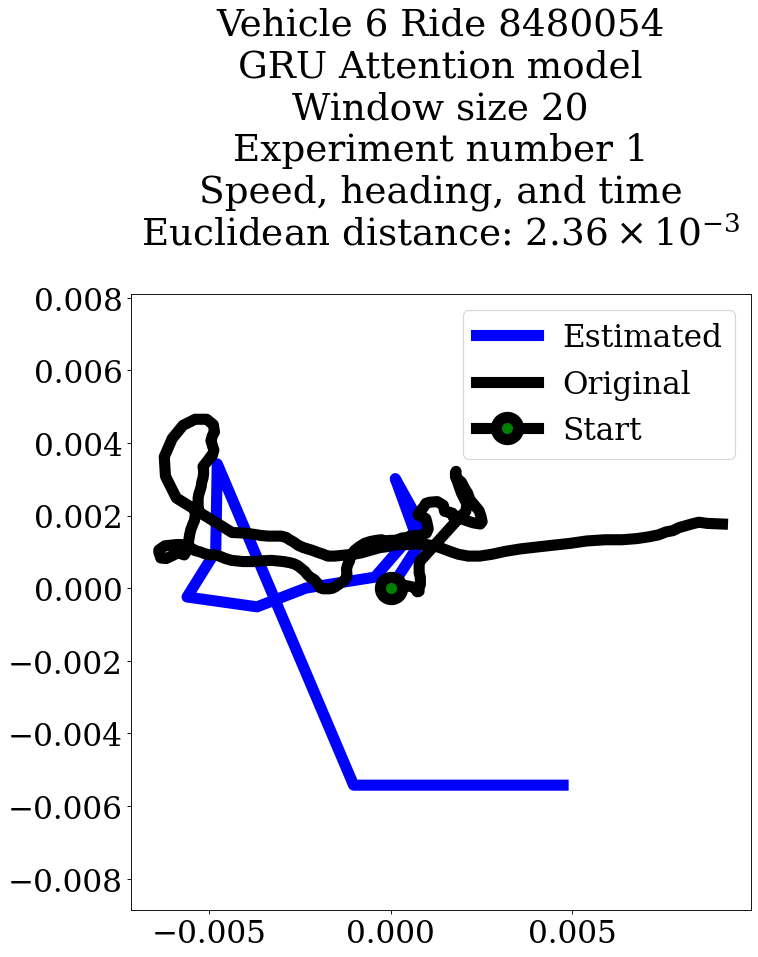 Vehicle 6 Ride 8480054
GRU Attention model
Window size 20
Experiment number 1
Speed, heading, and time
Euclidean distance: 2.36 × 10⁻³
Estimated
Original
Start
0.008
0.006
0.004
0.002
0.000
−0.002
−0.004
−0.006
−0.008
−0.005 0.000 0.005